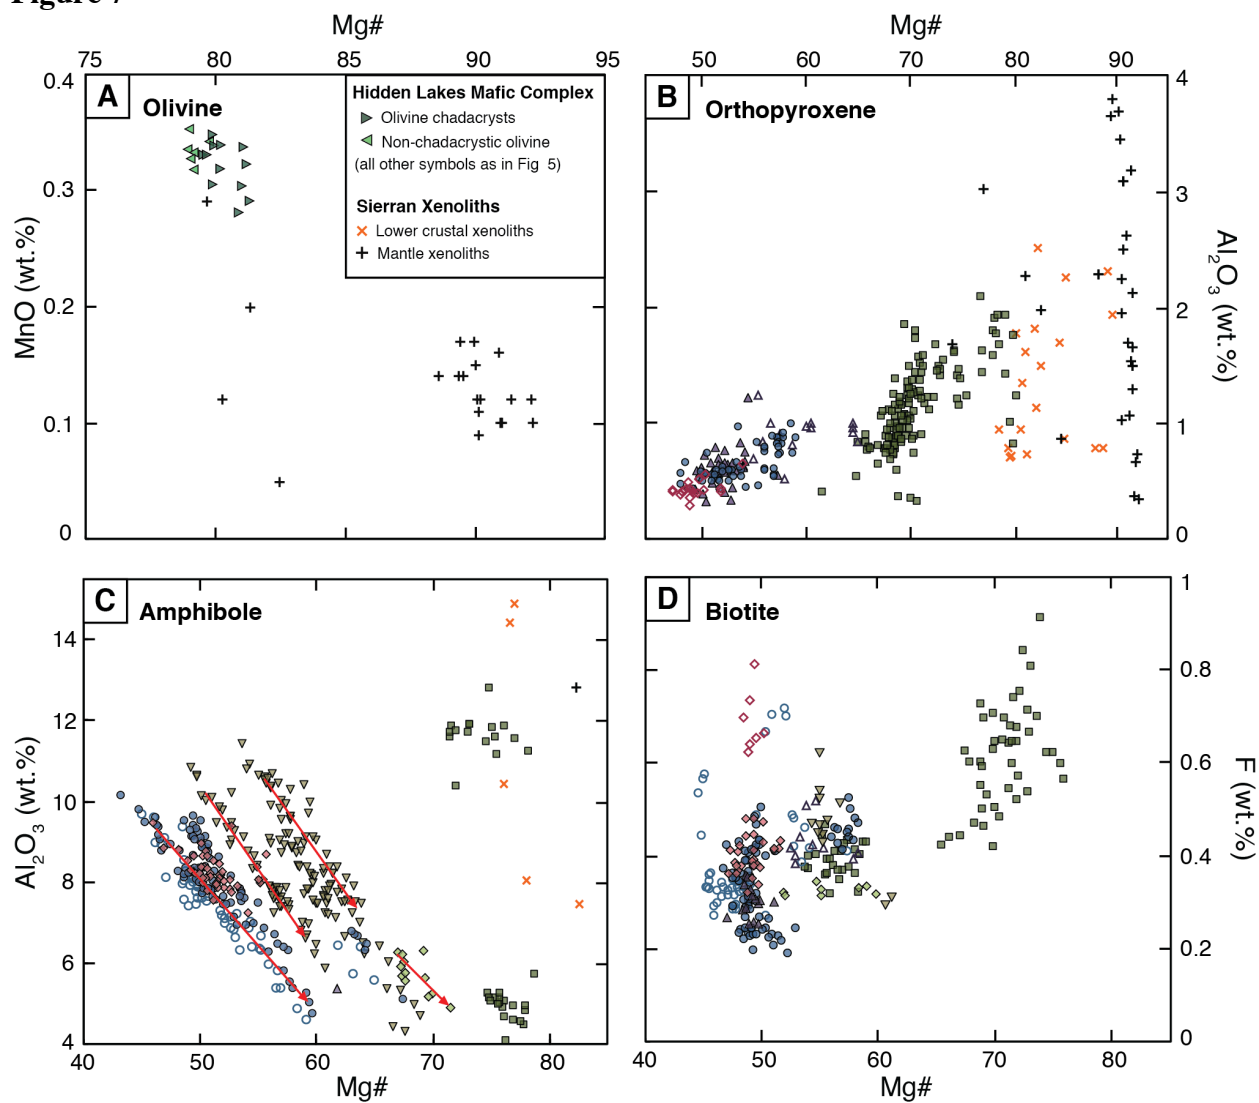 Figure 7
Mg#
Mg#
75
80
85
90
95
50
60
70
80
90
0.4
0.3
0.2
0.1
0
MnO (wt.%)
A
Olivine
Hidden Lakes Mafic Complex
Olivine chadacrysts
Non-chadacrystic olivine
(all other symbols as in Fig 5)
Sierran Xenoliths
Lower crustal xenoliths
Mantle xenoliths
B
Orthopyroxene
4
3
2
1
0
Al2O3 (wt.%)
C
Amphibole
14
12
10
8
6
4
Al2O3 (wt.%)
40
50
60
70
80
Mg#
D
Biotite
1
0.8
0.6
0.4
0.2
0
F (wt.%)
40
50
60
70
80
Mg#